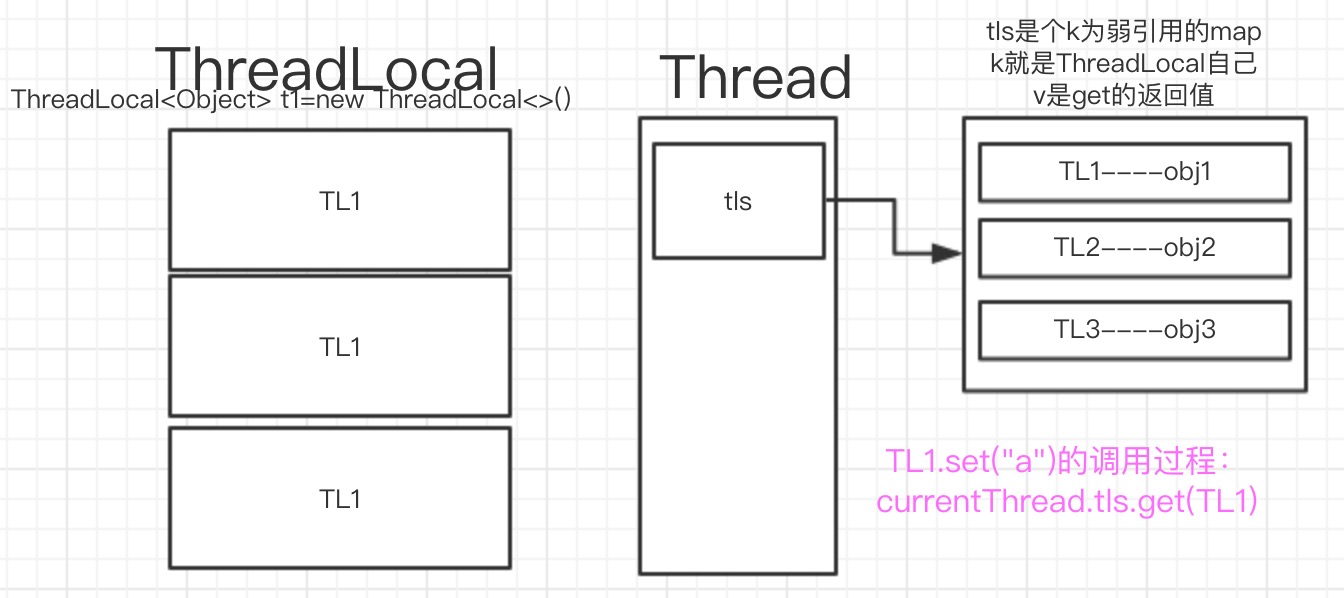 ThreadLocal
ThreadLocal<Object> t1=new ThreadLocal<>()
TL1
TL1
TL1
Thread
tls
tls是个k为弱引用的map
k就是ThreadLocal自己
v是get的返回值
TL1----obj1
TL2----obj2
TL3----obj3
TL1.set("a")的调用过程：
currentThread.tls.get(TL1)